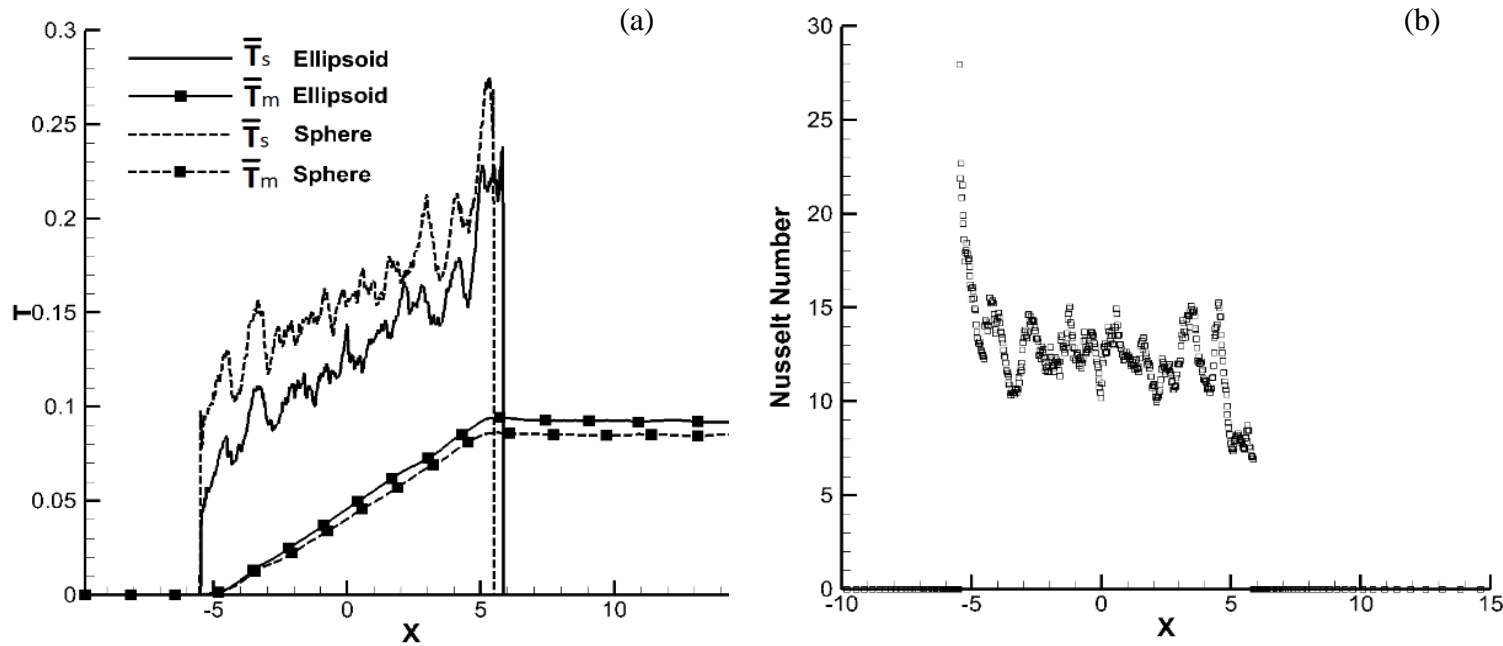 (a)
0.3
T̅s Ellipsoid
T̅m Ellipsoid
T̅s Sphere
T̅m Sphere
0.25
0.2
0.15
0.1
0.05
0
T
-5 0 5 10
X
(b)
30
25
20
15
10
5
0
Nusselt Number
-10 -5 0 5 10 15
X